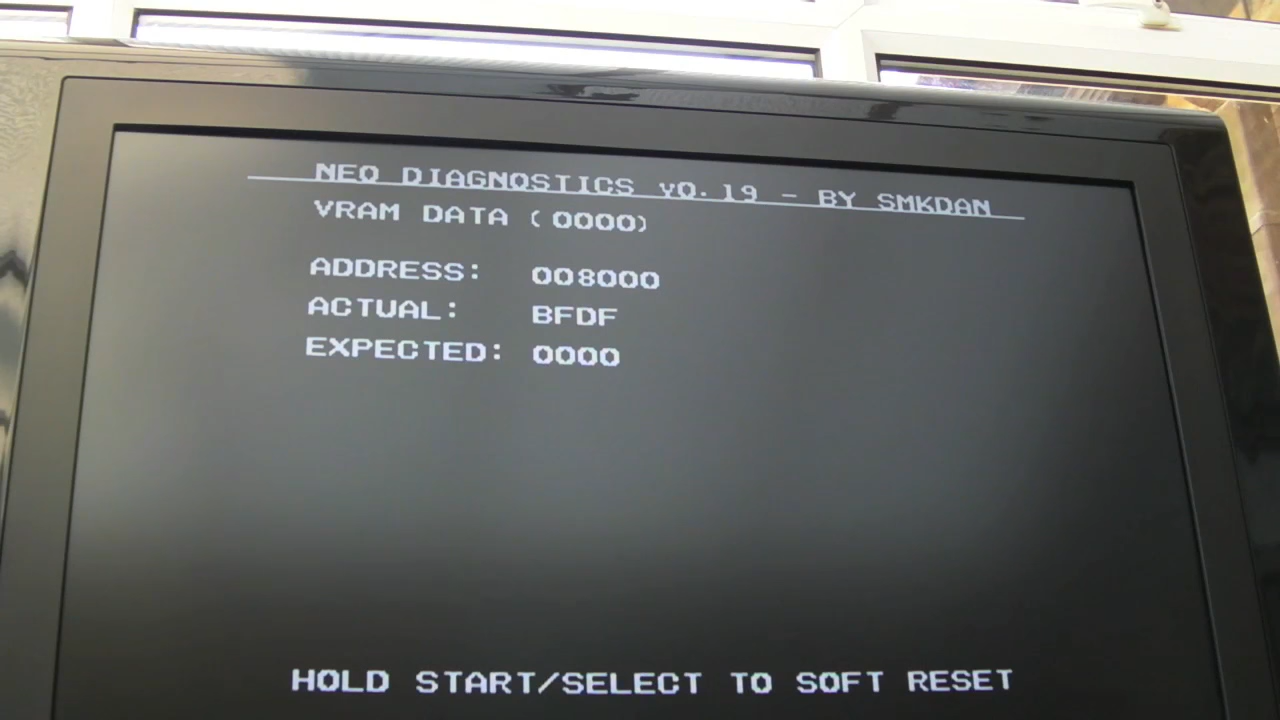 NEO DIAGNOSTICS v0.19 - BY SMKDAN
VRAM DATA (0000)
ADDRESS: 008000
ACTUAL: BFDF
EXPECTED: 0000
HOLD START/SELECT TO SOFT RESET